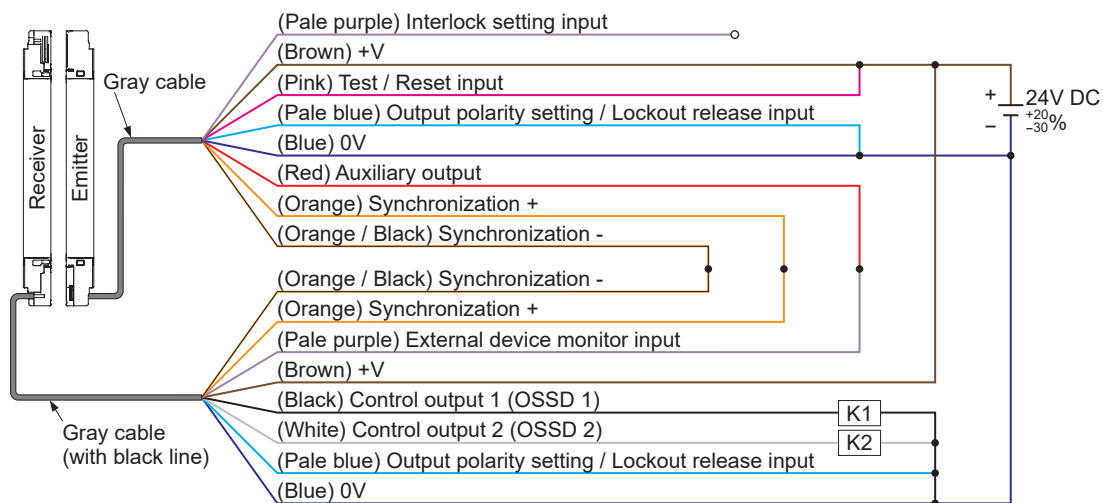 (Pale purple) Interlock setting input
(Brown) +V
Gray cable
(Pink) Test / Reset input
+ 24V DC
+20
−30%
−
(Pale blue) Output polarity setting / Lockout release input
(Blue) 0V
Receiver
Emitter
(Red) Auxiliary output
(Orange) Synchronization +
(Orange / Black) Synchronization -
(Orange / Black) Synchronization -
(Orange) Synchronization +
(Pale purple) External device monitor input
(Brown) +V
(Black) Control output 1 (OSSD 1)
K1
Gray cable
(with black line)
(White) Control output 2 (OSSD 2)
K2
(Pale blue) Output polarity setting / Lockout release input
(Blue) 0V